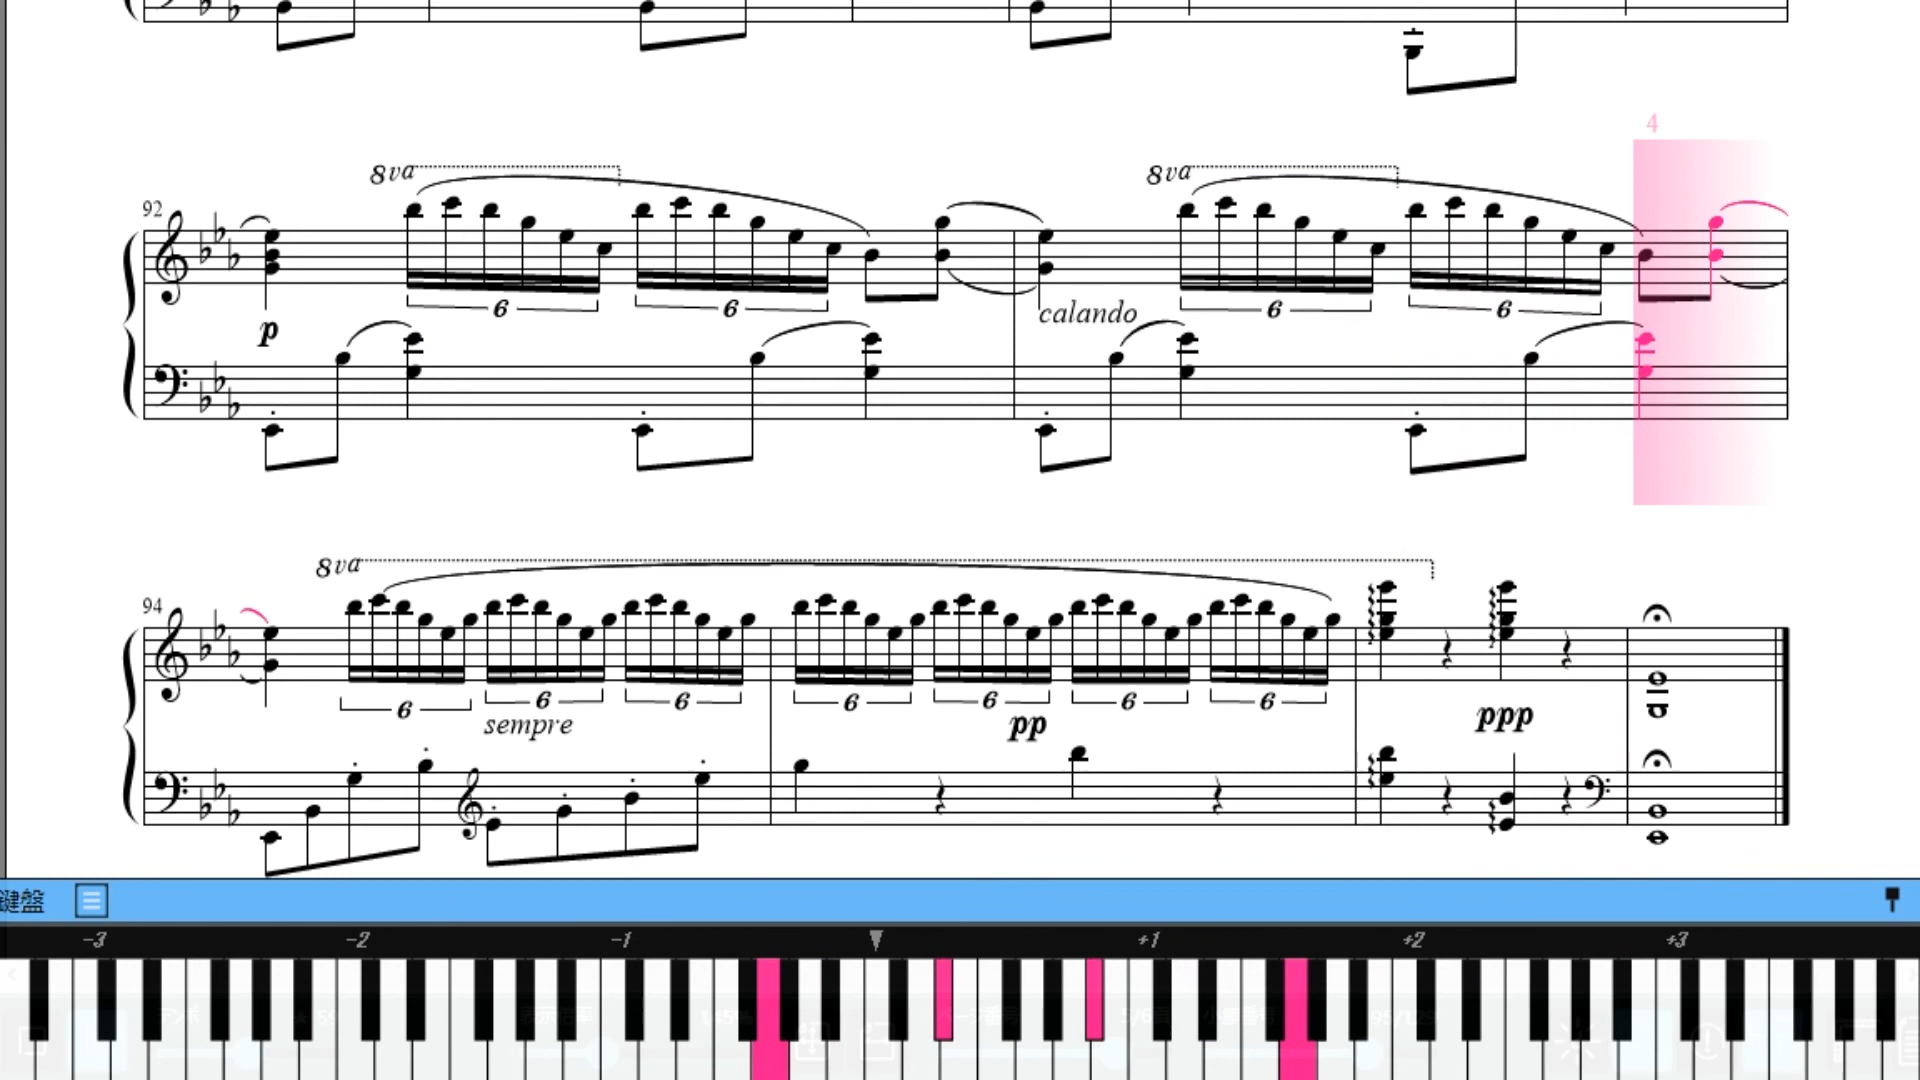 4
8va 8va
92
6 6 6 6
p calando
8va
94
6 6 6 6 6 6 6
sempre pp ppp
鍵盤
-3 -2 -1 +1 +2 +3